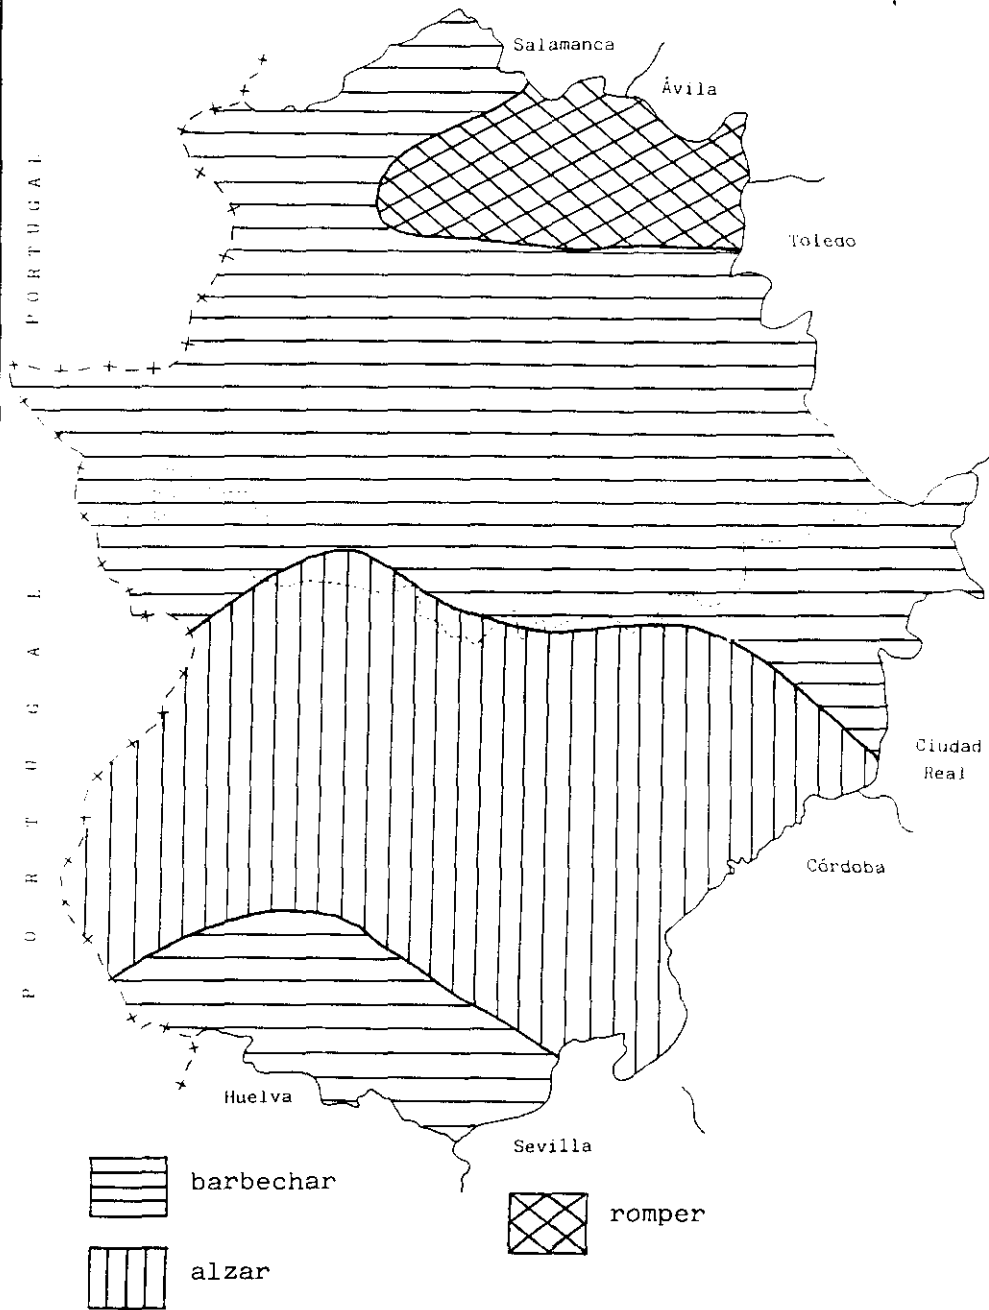 Salamanca
Ávila
PORTUGAL
Toledo
PORTUGAL
Ciudad
Real
Córdoba
Huelva
Sevilla
barbechar
romper
alzar